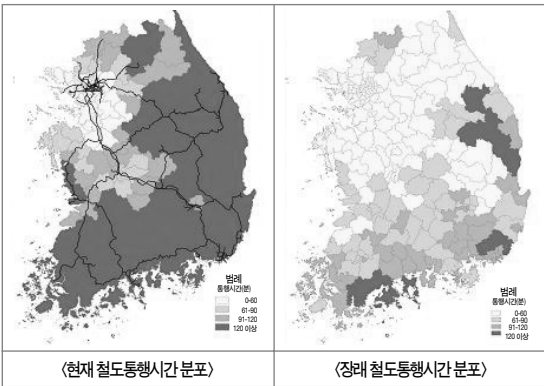 범례
통행시간(분)
0-60
61-90
91-120
120 이상
범례
통행시간(분)
0-60
61-90
91-120
120 이상
〈현재 철도통행시간 분포〉
〈장래 철도통행시간 분포〉